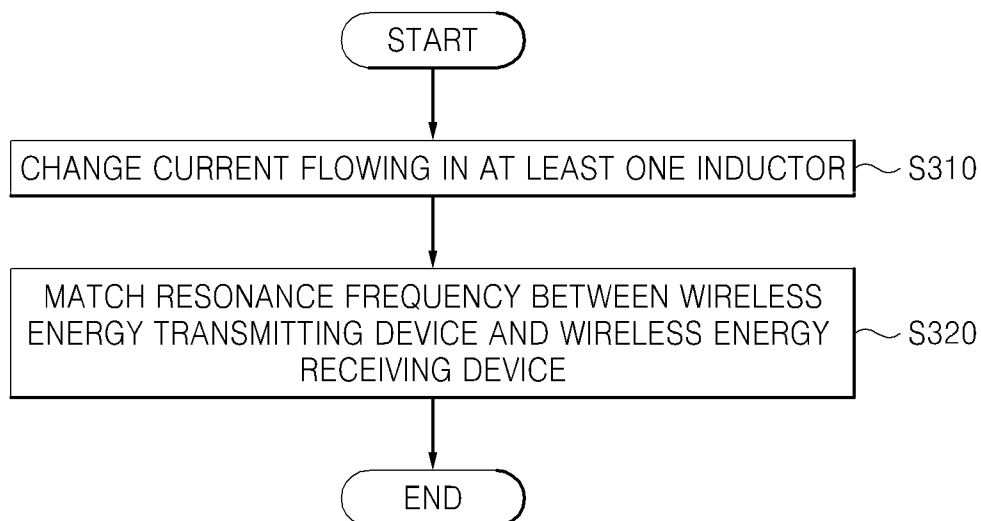 START
CHANGE CURRENT FLOWING IN AT LEAST ONE INDUCTOR
S310
MATCH RESONANCE FREQUENCY BETWEEN WIRELESS
ENERGY TRANSMITTING DEVICE AND WIRELESS ENERGY
RECEIVING DEVICE
S320
END